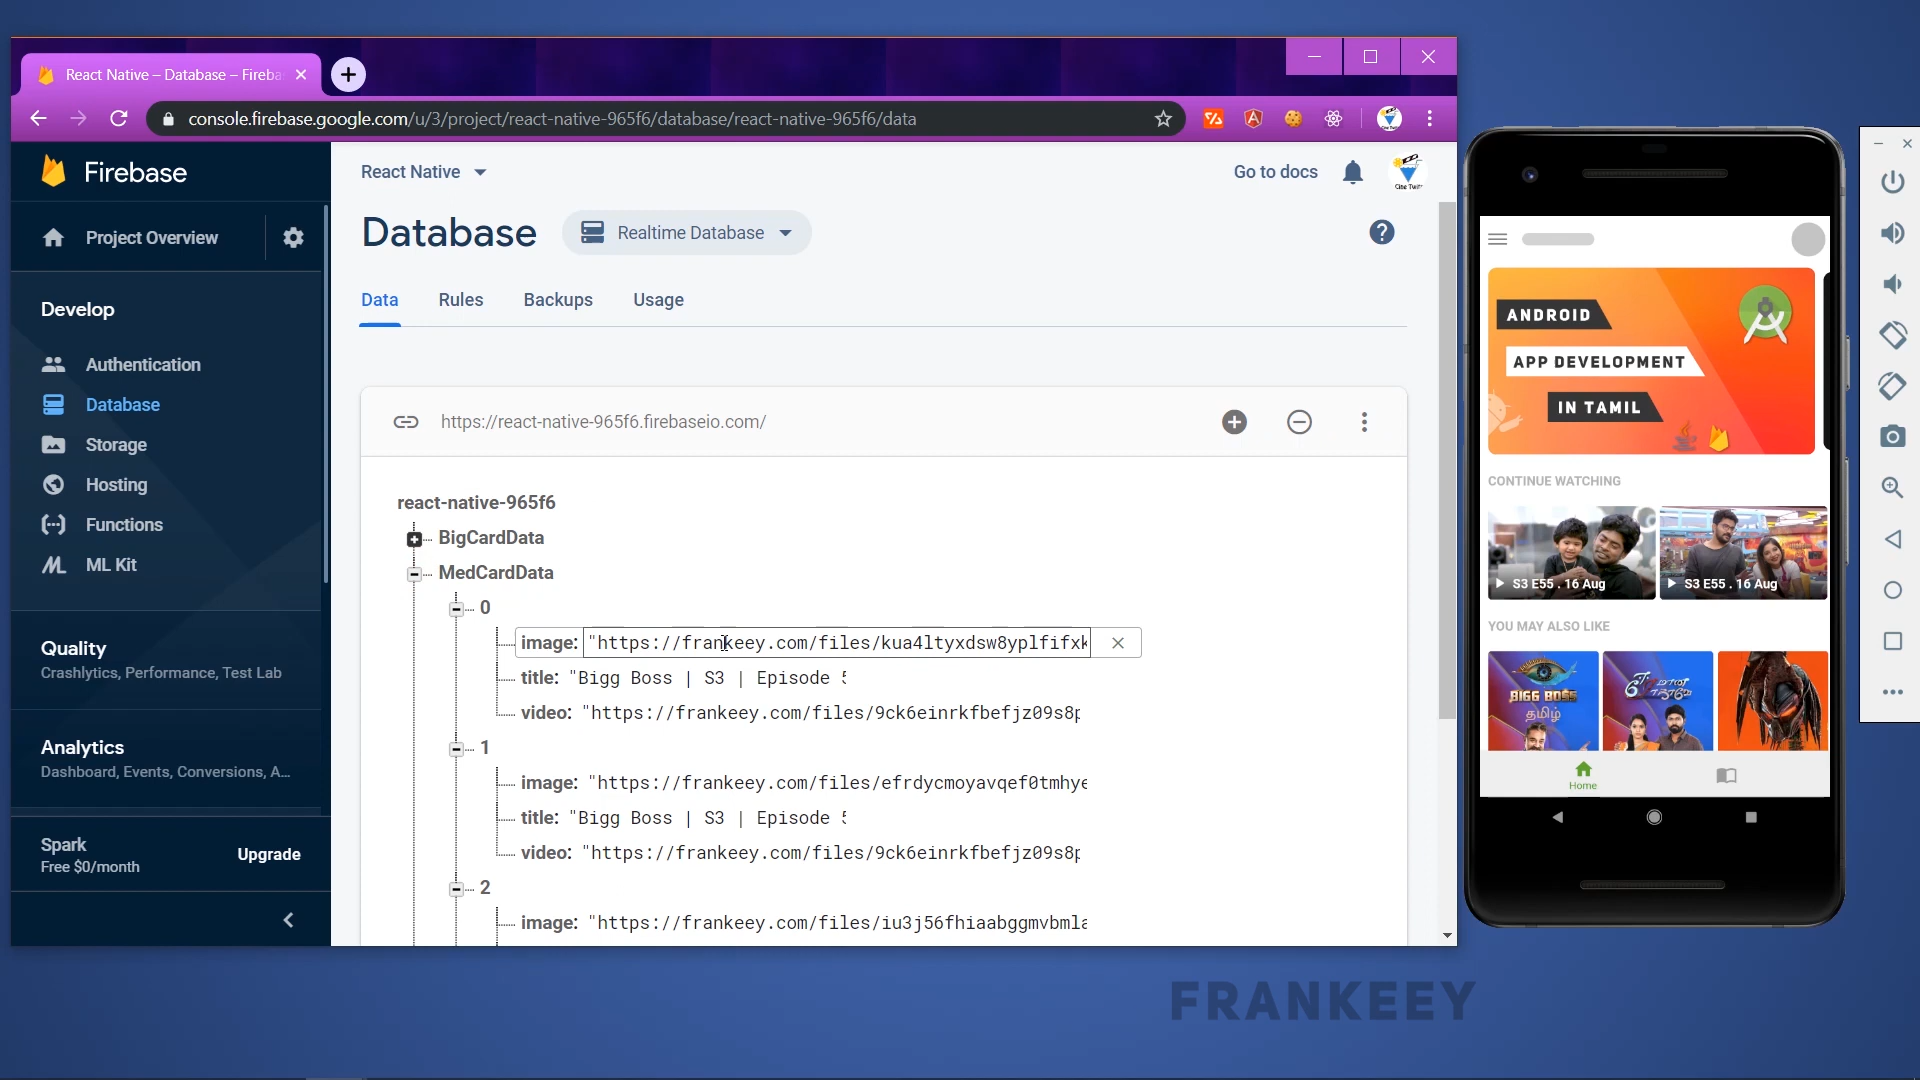 React Native – Database – Fireba
console.firebase.google.com/u/3/project/react-native-965f6/database/react-native-965f6/data
Firebase
Project Overview
Develop
Authentication
Database
Storage
Hosting
Functions
ML Kit
Quality
Crashlytics, Performance, Test Lab
Analytics
Dashboard, Events, Conversions, A...
Spark
Free $0/month
Upgrade
React Native
Go to docs
Database
Realtime Database
Data
Rules
Backups
Usage
https://react-native-965f6.firebaseio.com/
react-native-965f6
BigCardData
MedCardData
0
image: "https://frankeey.com/files/kua4ltyxdsw8yplfifxk
title: "Bigg Boss | S3 | Episode 5
video: "https://frankeey.com/files/9ck6einrkfbefjz09s8p
1
image: "https://frankeey.com/files/efrdycmoyavqef0tmhye
title: "Bigg Boss | S3 | Episode 5
video: "https://frankeey.com/files/9ck6einrkfbefjz09s8p
2
image: "https://frankeey.com/files/iu3j56fhiaabggmvbmla
ANDROID
APP DEVELOPMENT
IN TAMIL
CONTINUE WATCHING
S3 E55 . 16 Aug
S3 E55 . 16 Aug
YOU MAY ALSO LIKE
BIGG BOSS
தமிழ்
Home
FRANKEEY